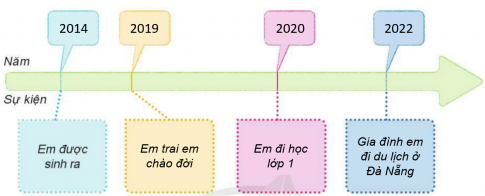 2014
2019
2020
2022
Năm
Sự kiện
Em được
sinh ra
Em trai em
chào đời
Em đi học
lớp 1
Gia đình em
đi du lịch ở
Đà Nẵng